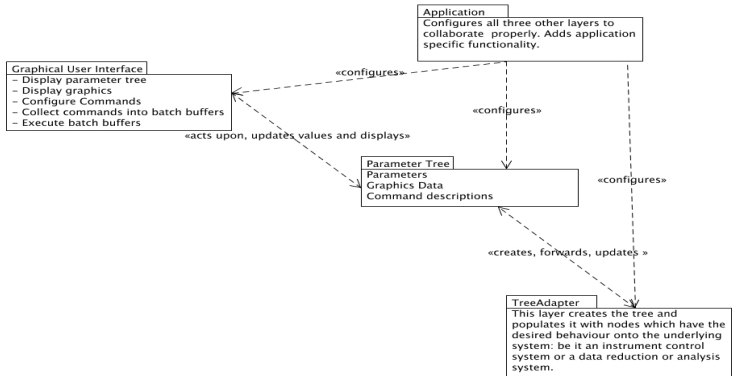 Application
Configures all three other layers to
collaborate properly. Adds application
specific functionality.
Graphical User Interface
– Display parameter tree
– Display graphics
– Configure Commands
– Collect commands into batch buffers
– Execute batch buffers
«configures»
«configures»
«acts upon, updates values and displays»
Parameter Tree
Parameters
Graphics Data
Command descriptions
«configures»
«creates, forwards, updates »
TreeAdapter
This layer creates the tree and
populates it with nodes which have the
desired behaviour onto the underlying
system: be it an instrument control
system or a data reduction or analysis
system.